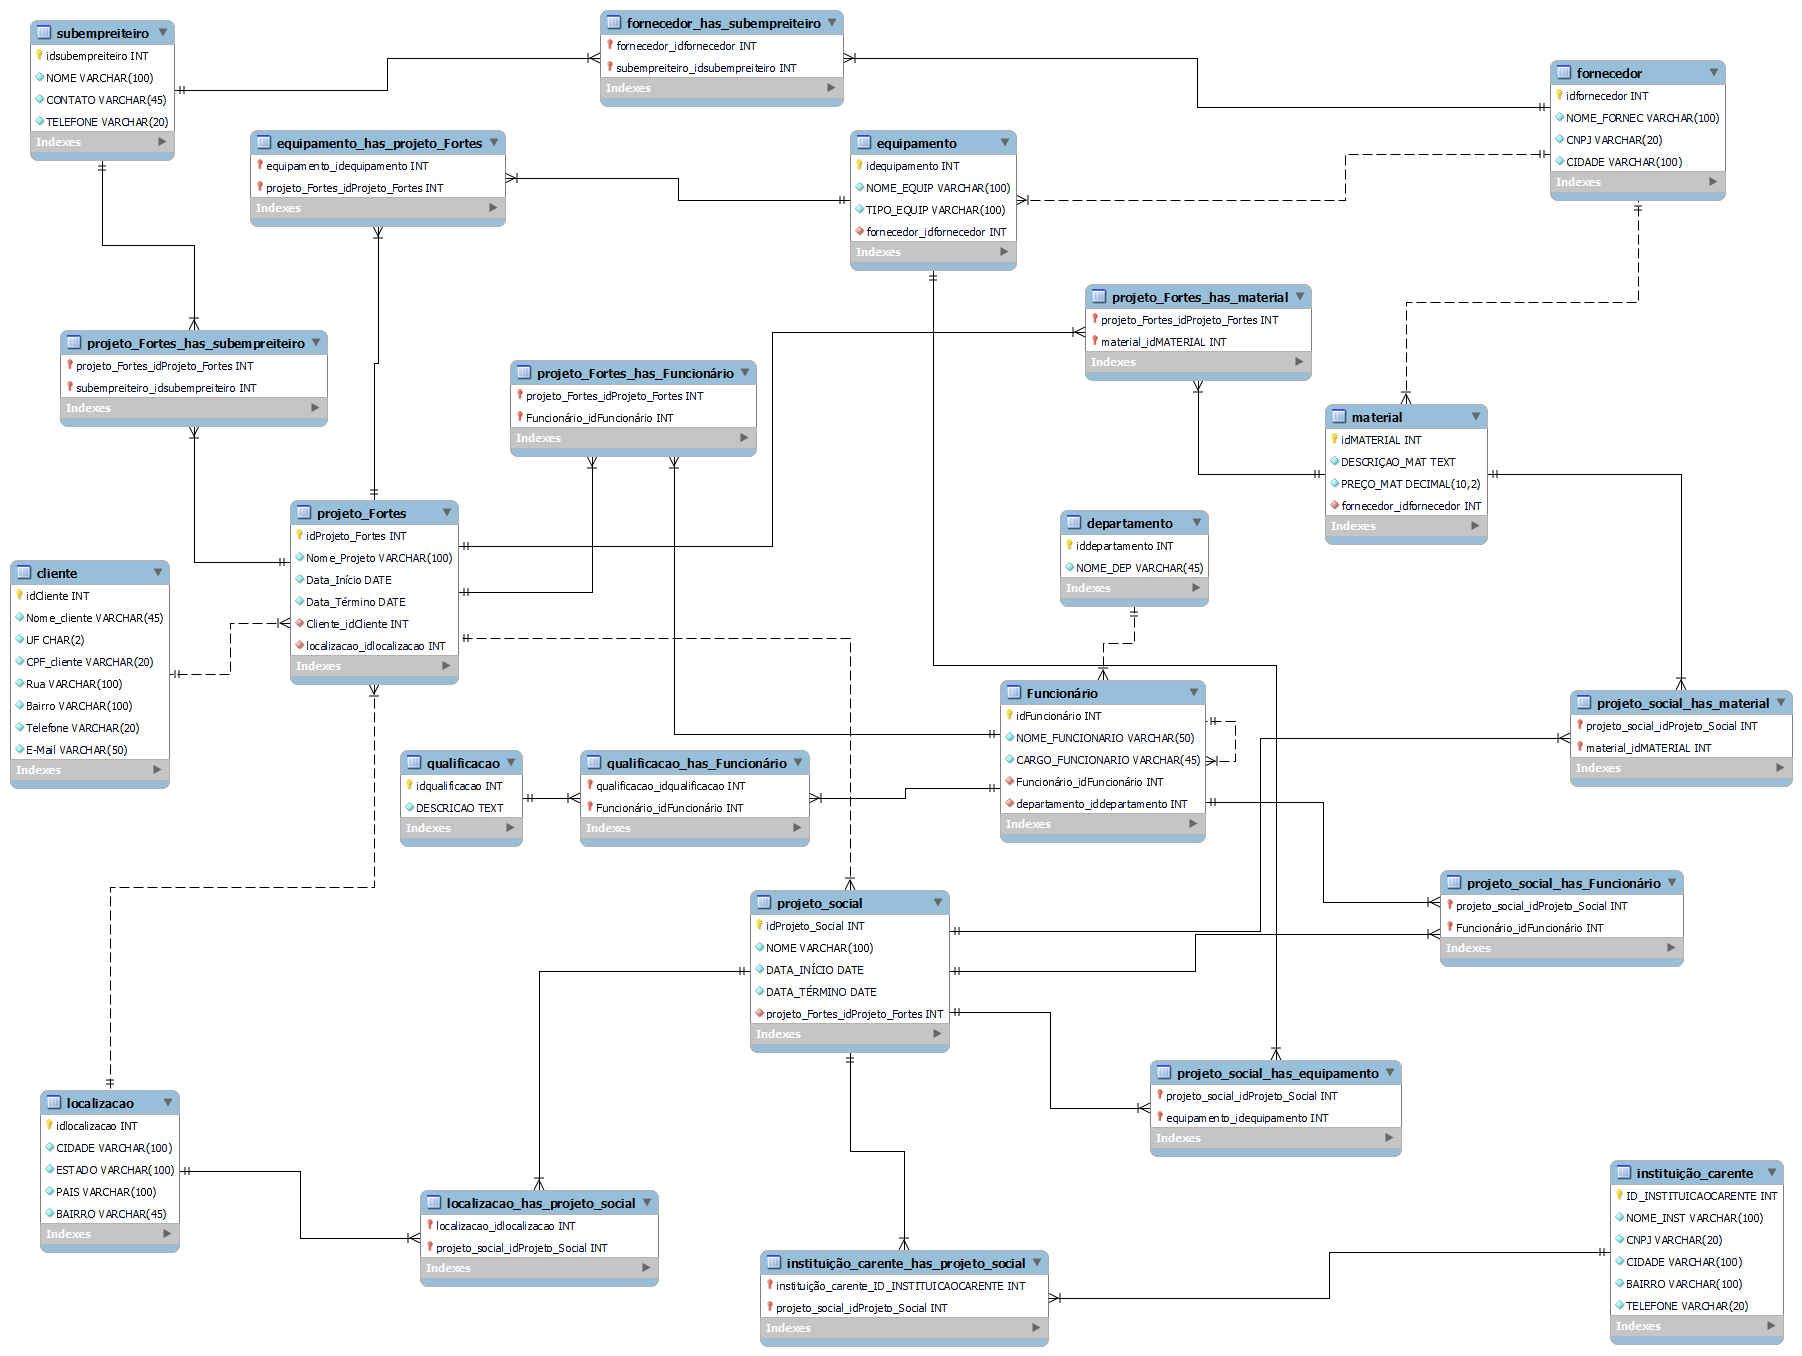 subempreiteiro
idsubempreiteiro INT
NOME VARCHAR(100)
CONTATO VARCHAR(45)
TELEFONE VARCHAR(20)
Indexes
fornecedor_has_subempreiteiro
fornecedor_idfornecedor INT
subempreiteiro_idsubempreiteiro INT
Indexes
fornecedor
idfornecedor INT
NOME_FORNEC VARCHAR(100)
CNPJ VARCHAR(20)
CIDADE VARCHAR(100)
Indexes
equipamento_has_projeto_Fortes
equipamento_idequipamento INT
projeto_Fortes_idProjeto_Fortes INT
Indexes
equipamento
idequipamento INT
NOME_EQUIP VARCHAR(100)
TIPO_EQUIP VARCHAR(100)
fornecedor_idfornecedor INT
Indexes
projeto_Fortes_has_material
projeto_Fortes_idProjeto_Fortes INT
material_idMATERIAL INT
Indexes
projeto_Fortes_has_subempreiteiro
projeto_Fortes_idProjeto_Fortes INT
subempreiteiro_idsubempreiteiro INT
Indexes
projeto_Fortes_has_Funcionário
projeto_Fortes_idProjeto_Fortes INT
Funcionário_idFuncionário INT
Indexes
material
idMATERIAL INT
DESCRIÇAO_MAT TEXT
PREÇO_MAT DECIMAL(10,2)
fornecedor_idfornecedor INT
Indexes
projeto_Fortes
idProjeto_Fortes INT
Nome_Projeto VARCHAR(100)
Data_Início DATE
Data_Término DATE
Cliente_idCliente INT
localizacao_idlocalizacao INT
Indexes
departamento
iddepartamento INT
NOME_DEP VARCHAR(45)
Indexes
cliente
idCliente INT
Nome_cliente VARCHAR(45)
UF CHAR(2)
CPF_cliente VARCHAR(20)
Rua VARCHAR(100)
Bairro VARCHAR(100)
Telefone VARCHAR(20)
E-Mail VARCHAR(50)
Indexes
Funcionário
idFuncionário INT
NOME_FUNCIONARIO VARCHAR(50)
CARGO_FUNCIONARIO VARCHAR(45)
Funcionário_idFuncionário INT
departamento_iddepartamento INT
Indexes
projeto_social_has_material
projeto_social_idProjeto_Social INT
material_idMATERIAL INT
Indexes
qualificacao
idqualificacao INT
DESCRICAO TEXT
Indexes
qualificacao_has_Funcionário
qualificacao_idqualificacao INT
Funcionário_idFuncionário INT
Indexes
projeto_social_has_Funcionário
projeto_social_idProjeto_Social INT
Funcionário_idFuncionário INT
Indexes
projeto_social
idProjeto_Social INT
NOME VARCHAR(100)
DATA_INÍCIO DATE
DATA_TÉRMINO DATE
projeto_Fortes_idProjeto_Fortes INT
Indexes
projeto_social_has_equipamento
projeto_social_idProjeto_Social INT
equipamento_idequipamento INT
Indexes
localizacao
idlocalizacao INT
CIDADE VARCHAR(100)
ESTADO VARCHAR(100)
PAIS VARCHAR(100)
BAIRRO VARCHAR(45)
Indexes
localizacao_has_projeto_social
localizacao_idlocalizacao INT
projeto_social_idProjeto_Social INT
Indexes
instituição_carente_has_projeto_social
instituição_carente_ID_INSTITUICAOCARENTE INT
projeto_social_idProjeto_Social INT
Indexes
instituição_carente
ID_INSTITUICAOCARENTE INT
NOME_INST VARCHAR(100)
CNPJ VARCHAR(20)
CIDADE VARCHAR(100)
BAIRRO VARCHAR(100)
TELEFONE VARCHAR(20)
Indexes